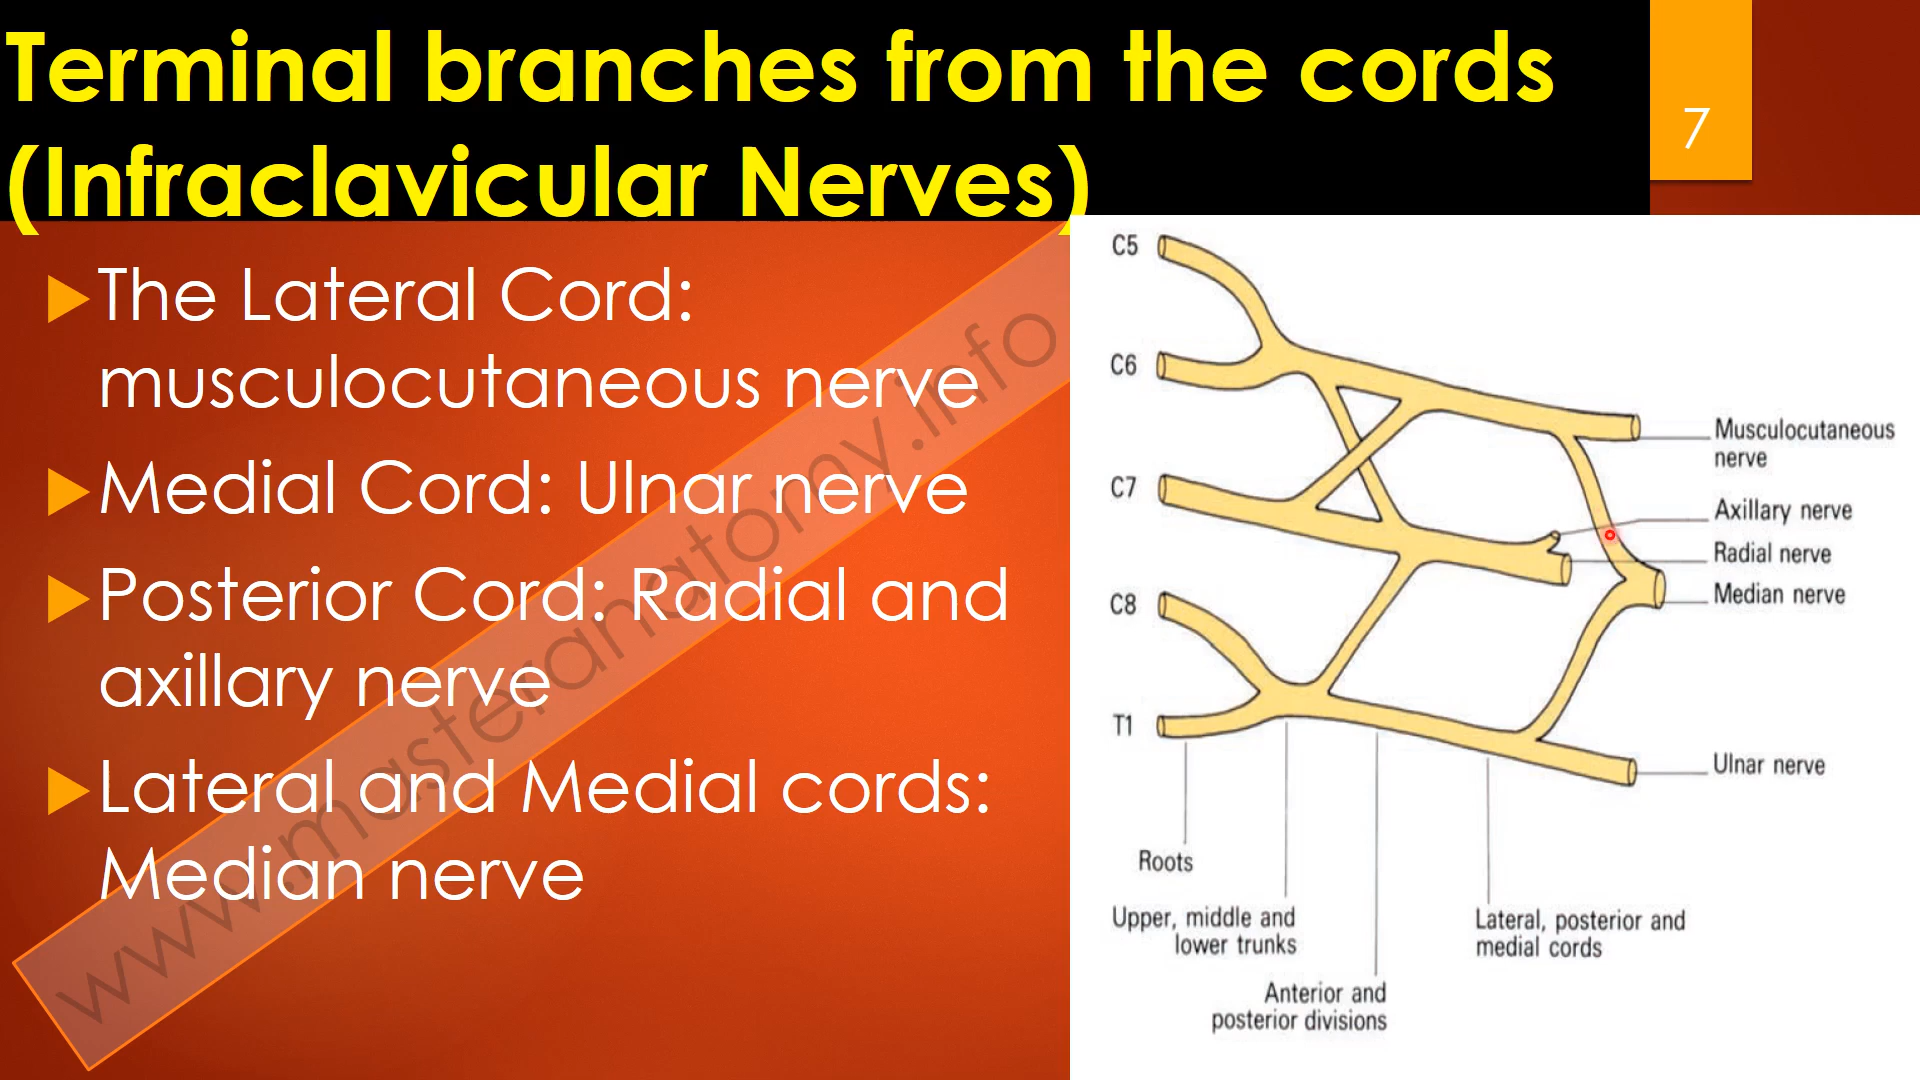 Terminal branches from the cords
(Infraclavicular Nerves)
7
The Lateral Cord:
musculocutaneous nerve
Medial Cord: Ulnar nerve
Posterior Cord: Radial and
axillary nerve
Lateral and Medial cords:
Median nerve
www.masteranatomy.info
C5
C6
C7
C8
T1
Musculocutaneous
nerve
Axillary nerve
Radial nerve
Median nerve
Ulnar nerve
Roots
Upper, middle and
lower trunks
Anterior and
posterior divisions
Lateral, posterior and
medial cords